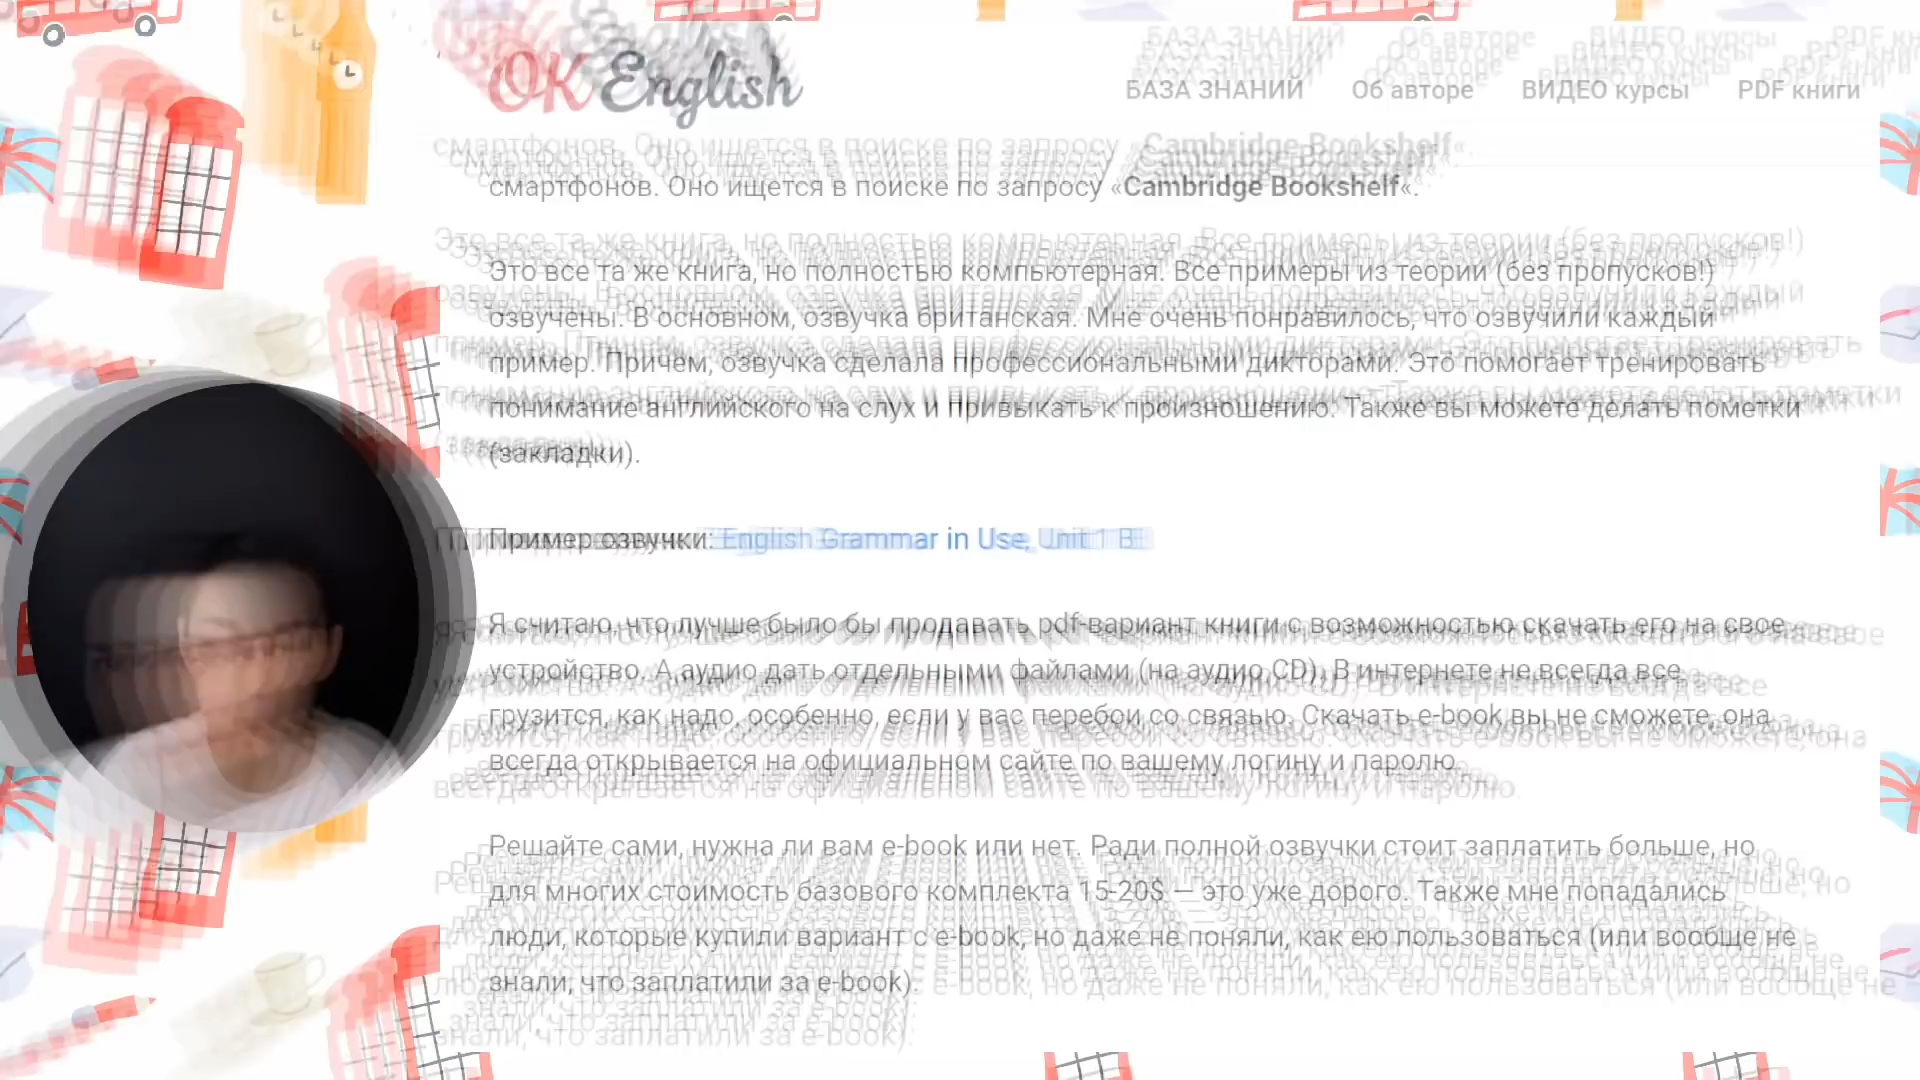 OK English
БАЗА ЗНАНИЙ Об авторе ВИДЕО курсы PDF книги
смартфонов. Оно ищется в поиске по запросу «Cambridge Bookshelf«.
Это все та же книга, но полностью компьютерная. Все примеры из теории (без пропусков!)
озвучены. В основном, озвучка британская. Мне очень понравилось, что озвучили каждый
пример. Причем, озвучка сделала профессиональными дикторами. Это помогает тренировать
понимание английского на слух и привыкать к произношению. Также вы можете делать пометки
(закладки).
Пример озвучки: English Grammar in Use, Unit 1 B
Я считаю, что лучше было бы продавать pdf-вариант книги с возможностью скачать его на свое
устройство. А аудио дать отдельными файлами (на аудио CD). В интернете не всегда все
грузится, как надо, особенно, если у вас перебои со связью. Скачать e-book вы не сможете, она
всегда открывается на официальном сайте по вашему логину и паролю.
Решайте сами, нужна ли вам e-book или нет. Ради полной озвучки стоит заплатить больше, но
для многих стоимость базового комплекта 15-20$ — это уже дорого. Также мне попадались
люди, которые купили вариант с e-book, но даже не поняли, как ею пользоваться (или вообще не
знали, что заплатили за e-book).